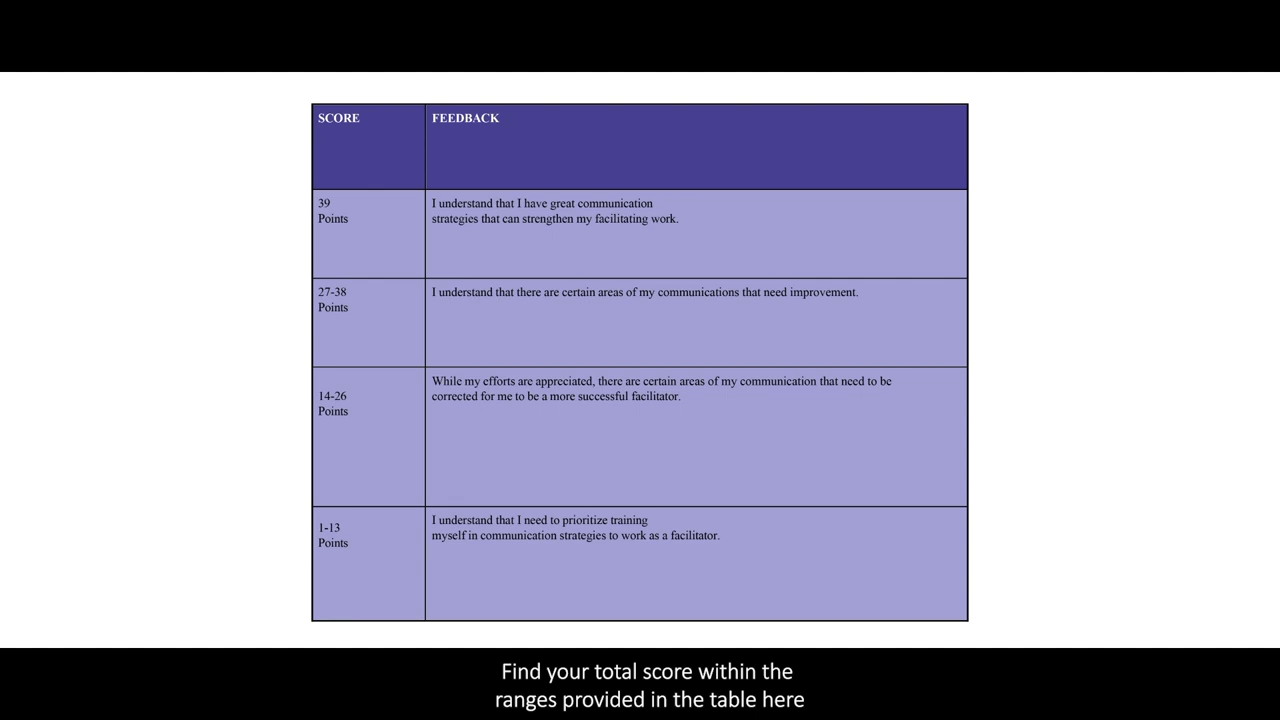 SCORE
FEEDBACK
39
Points
I understand that I have great communication
strategies that can strengthen my facilitating work.
27-38
Points
I understand that there are certain areas of my communications that need improvement.
14-26
Points
While my efforts are appreciated, there are certain areas of my communication that need to be
corrected for me to be a more successful facilitator.
1-13
Points
I understand that I need to prioritize training
myself in communication strategies to work as a facilitator.
Find your total score within the
ranges provided in the table here